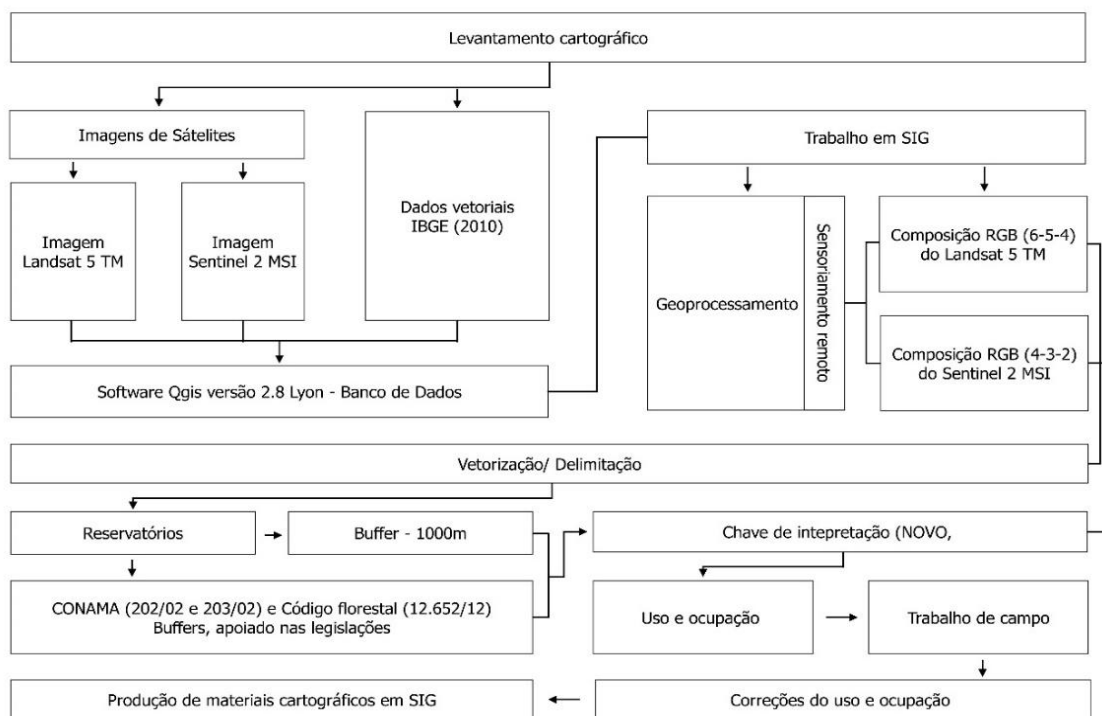 Levantamento cartográfico
Imagens de Sátelites
Imagem
Landsat 5 TM
Imagem
Sentinel 2 MSI
Dados vetoriais
IBGE (2010)
Software Qgis versão 2.8 Lyon - Banco de Dados
Trabalho em SIG
Geoprocessamento
Sensoriamento remoto
Composição RGB (6-5-4)
do Landsat 5 TM
Composição RGB (4-3-2)
do Sentinel 2 MSI
Vetorização/ Delimitação
Reservatórios
Buffer - 1000m
CONAMA (202/02 e 203/02) e Código florestal (12.652/12)
Buffers, apoiado nas legislações
Chave de intepretação (NOVO,
Uso e ocupação
Trabalho de campo
Correções do uso e ocupação
Produção de materiais cartográficos em SIG